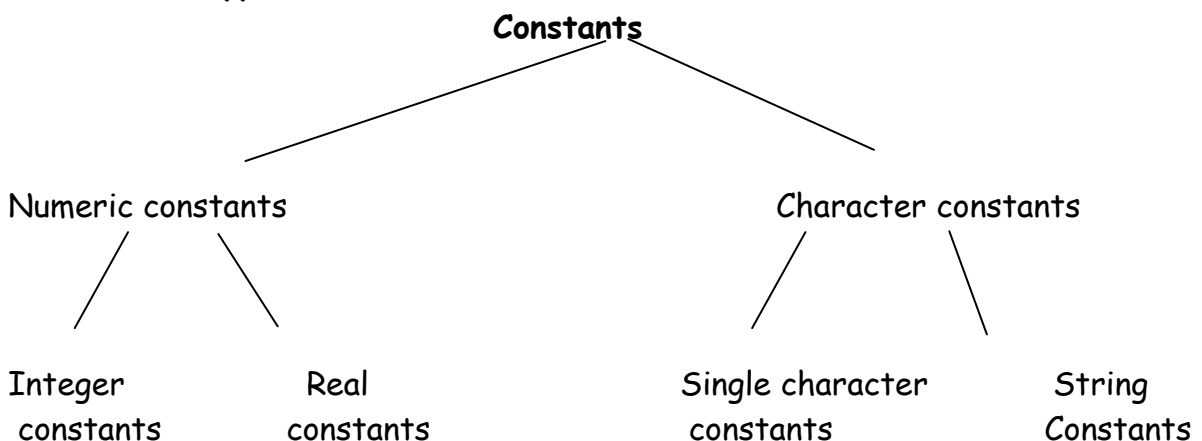 Constants
Numeric constants Character constants
Integer Real Single character String
constants constants constants Constants